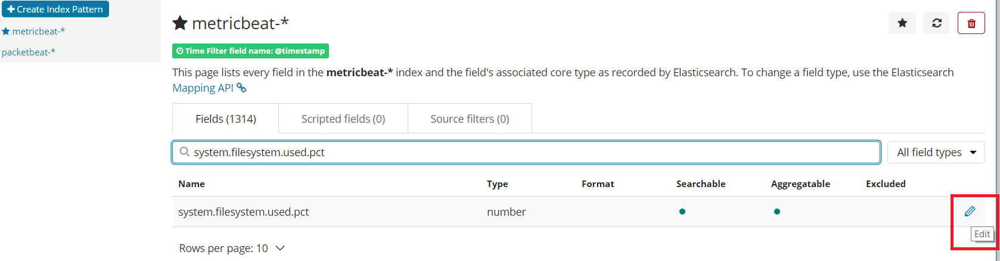 Create Index Pattern
metricbeat-*
packetbeat-*
metricbeat-*
Time Filter field name: @timestamp
This page lists every field in the metricbeat-* index and the field's associated core type as recorded by Elasticsearch. To change a field type, use the Elasticsearch
Mapping API
Fields (1314) Scripted fields (0) Source filters (0)
system.filesystem.used.pct All field types
Name Type Format Searchable Aggregatable Excluded
system.filesystem.used.pct number
Edit
Rows per page: 10